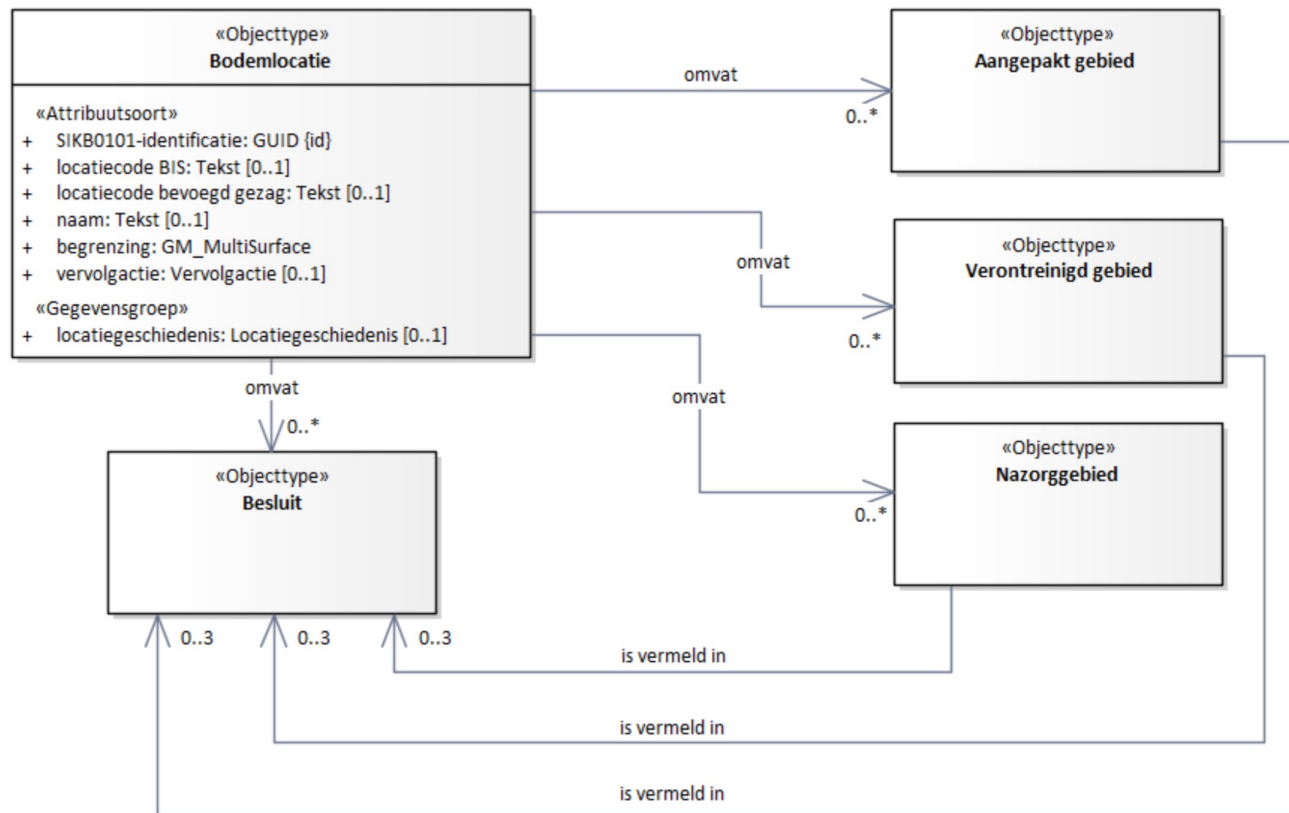 «Objecttype»
Bodemlocatie
«Attribuutsoort»
+ SIKB0101-identificatie: GUID {id}
+ locatiecode BIS: Tekst [0..1]
+ locatiecode bevoegd gezag: Tekst [0..1]
+ naam: Tekst [0..1]
+ begrenzing: GM_MultiSurface
+ vervolgactie: Vervolgactie [0..1]
«Gegevensgroep»
+ locatiegeschiedenis: Locatiegeschiedenis [0..1]
omvat
0..*
«Objecttype»
Aangepakt gebied
omvat
0..*
«Objecttype»
Verontreinigd gebied
omvat
0..*
«Objecttype»
Nazorggebied
omvat
0..*
«Objecttype»
Besluit
0..3
0..3
0..3
is vermeld in
is vermeld in
is vermeld in